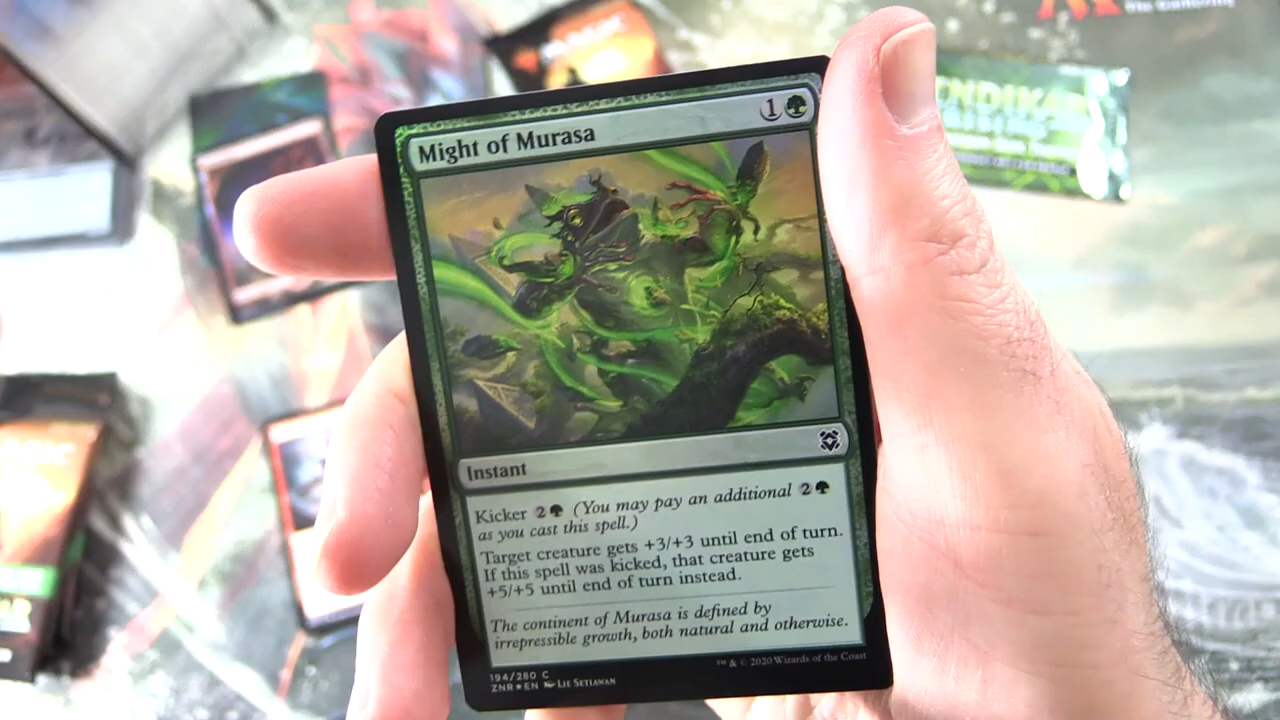 The Gathering
Might of Murasa
1
Instant
Kicker 2 (You may pay an additional 2
as you cast this spell.)
Target creature gets +3/+3 until end of turn.
If this spell was kicked, that creature gets
+5/+5 until end of turn instead.
The continent of Murasa is defined by
irrepressible growth, both natural and otherwise.
194/280 C
ZNR★EN Lie Setiawan
™ & © 2020 Wizards of the Coast